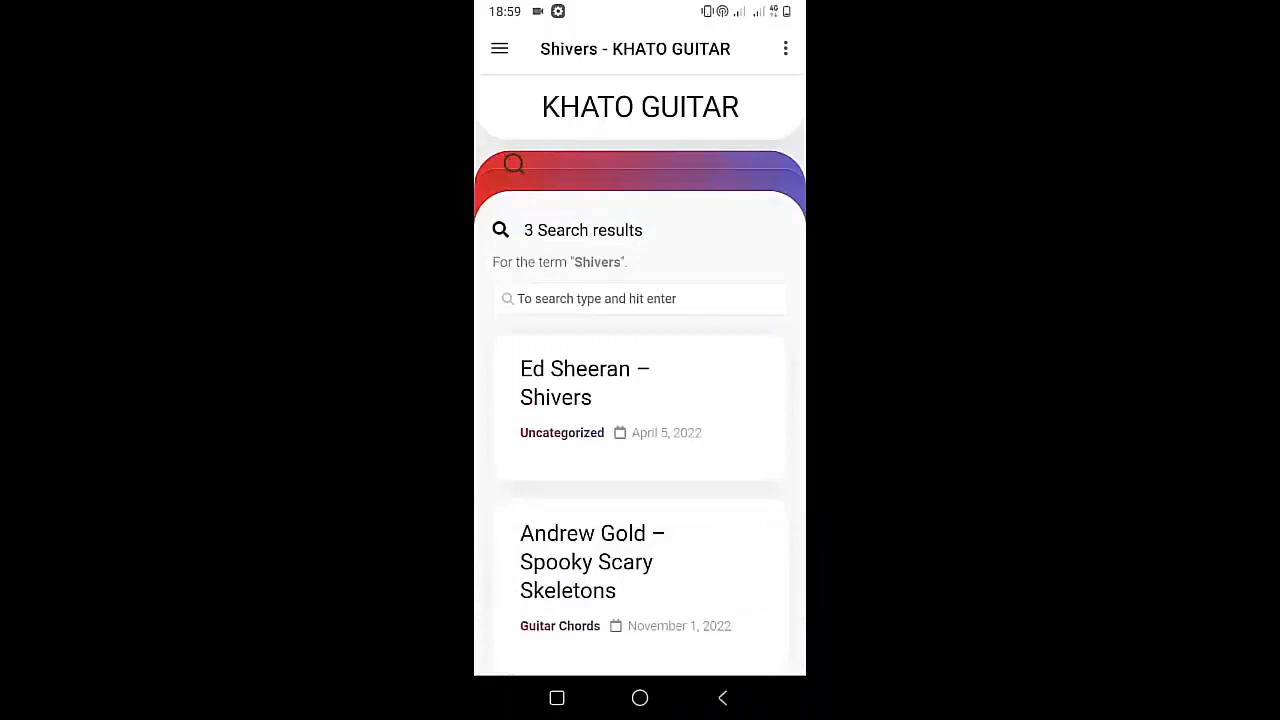 18:59
4G
Shivers - KHATO GUITAR
KHATO GUITAR
3 Search results
For the term "Shivers".
To search type and hit enter
Ed Sheeran –
Shivers
Uncategorized April 5, 2022
Andrew Gold –
Spooky Scary
Skeletons
Guitar Chords November 1, 2022